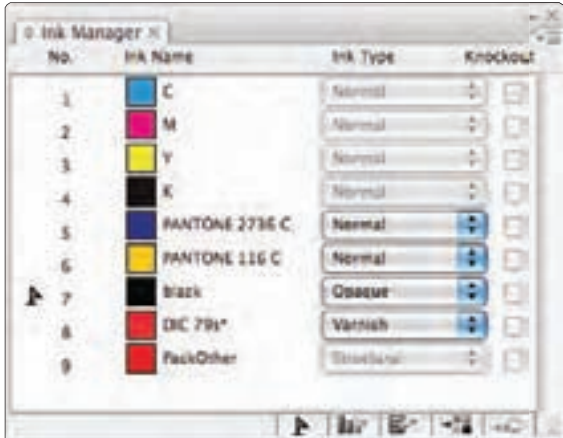 Ink Manager
No. Ink Name Ink Type Knockout
1 C Normal
2 M Normal
3 Y Normal
4 K Normal
5 PANTONE 2736 C Normal
6 PANTONE 116 C Normal
7 black Opaque
8 DIC 79s* Varnish
9 PackOther Structural